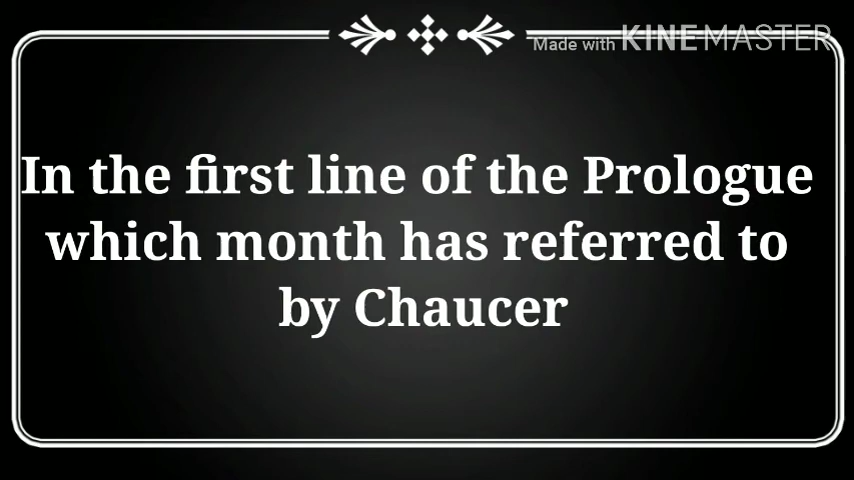 Made with KINEMASTER
In the first line of the Prologue
which month has referred to
by Chaucer